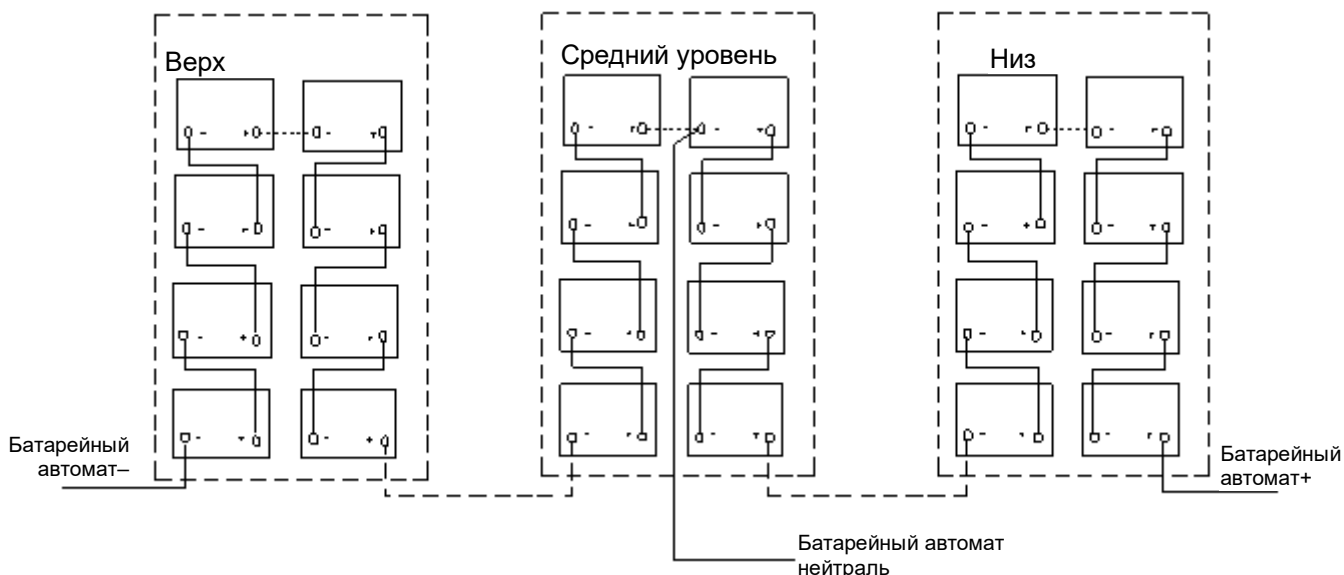 Верх
Средний уровень
Низ
Батарейный
автомат–
Батарейный
автомат+
Батарейный автомат
нейтраль